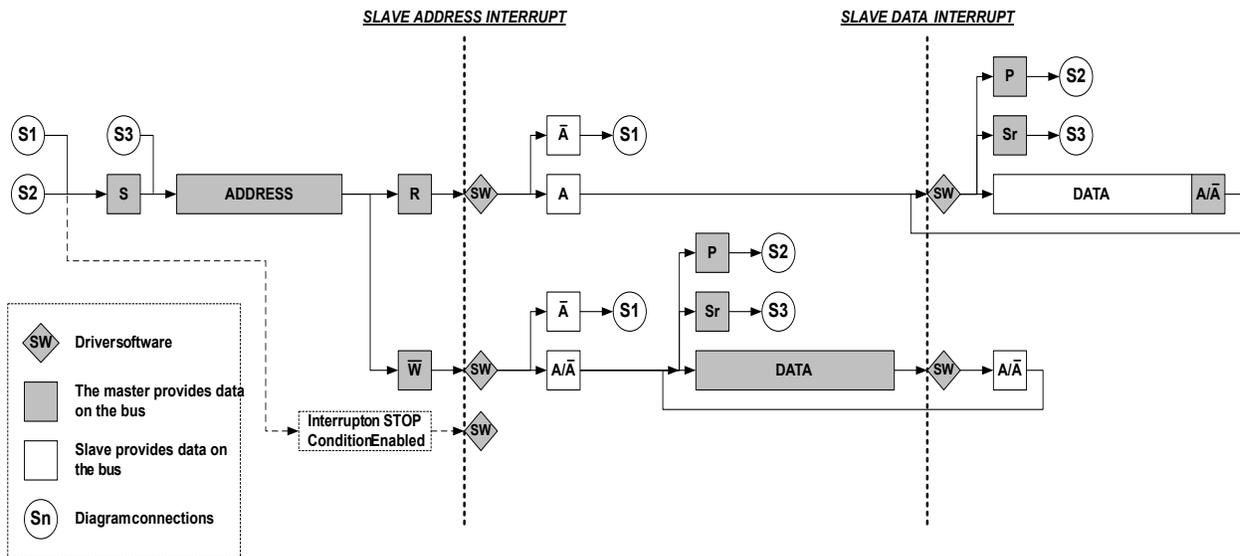 SLAVE ADDRESS INTERRUPT
SLAVE DATA INTERRUPT
P
S2
S1
S3
A̅
S1
Sr
S3
S2
S
ADDRESS
R
SW
A
SW
DATA
A/A̅
P
S2
A̅
S1
Sr
S3
W̅
SW
A/A̅
DATA
SW
A/A̅
Interrupton STOP
ConditionEnabled
SW
SW
Driversoftware
The master provides data
on the bus
Slave provides data on
the bus
Sn
Diagramconnections